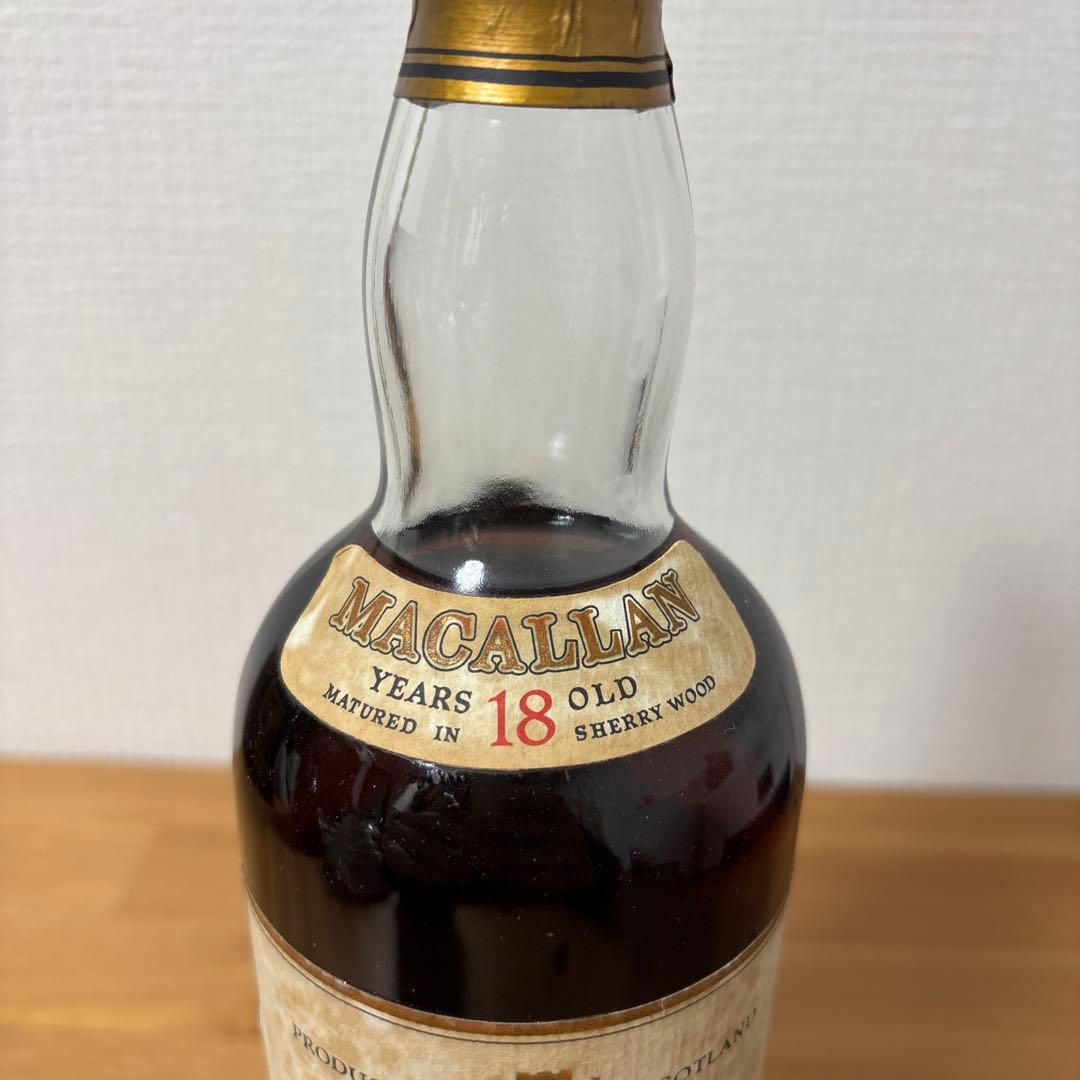 MACALLAN
YEARS 18 OLD
MATURED IN SHERRY WOOD